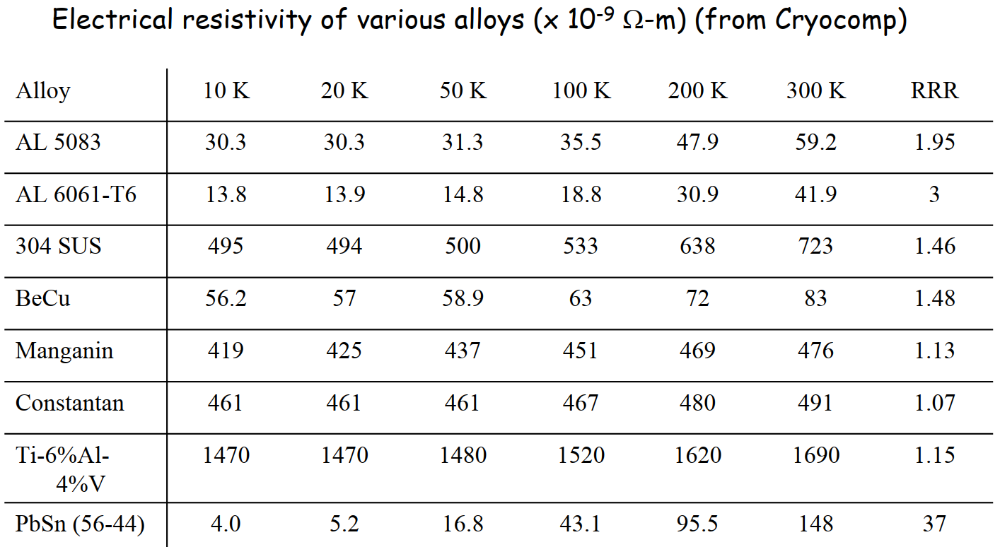 Electrical resistivity of various alloys (x 10⁻⁹ Ω-m) (from Cryocomp)
Alloy 10 K 20 K 50 K 100 K 200 K 300 K RRR
AL 5083 30.3 30.3 31.3 35.5 47.9 59.2 1.95
AL 6061-T6 13.8 13.9 14.8 18.8 30.9 41.9 3
304 SUS 495 494 500 533 638 723 1.46
BeCu 56.2 57 58.9 63 72 83 1.48
Manganin 419 425 437 451 469 476 1.13
Constantan 461 461 461 467 480 491 1.07
Ti-6%Al- 1470 1470 1480 1520 1620 1690 1.15
4%V
PbSn (56-44) 4.0 5.2 16.8 43.1 95.5 148 37